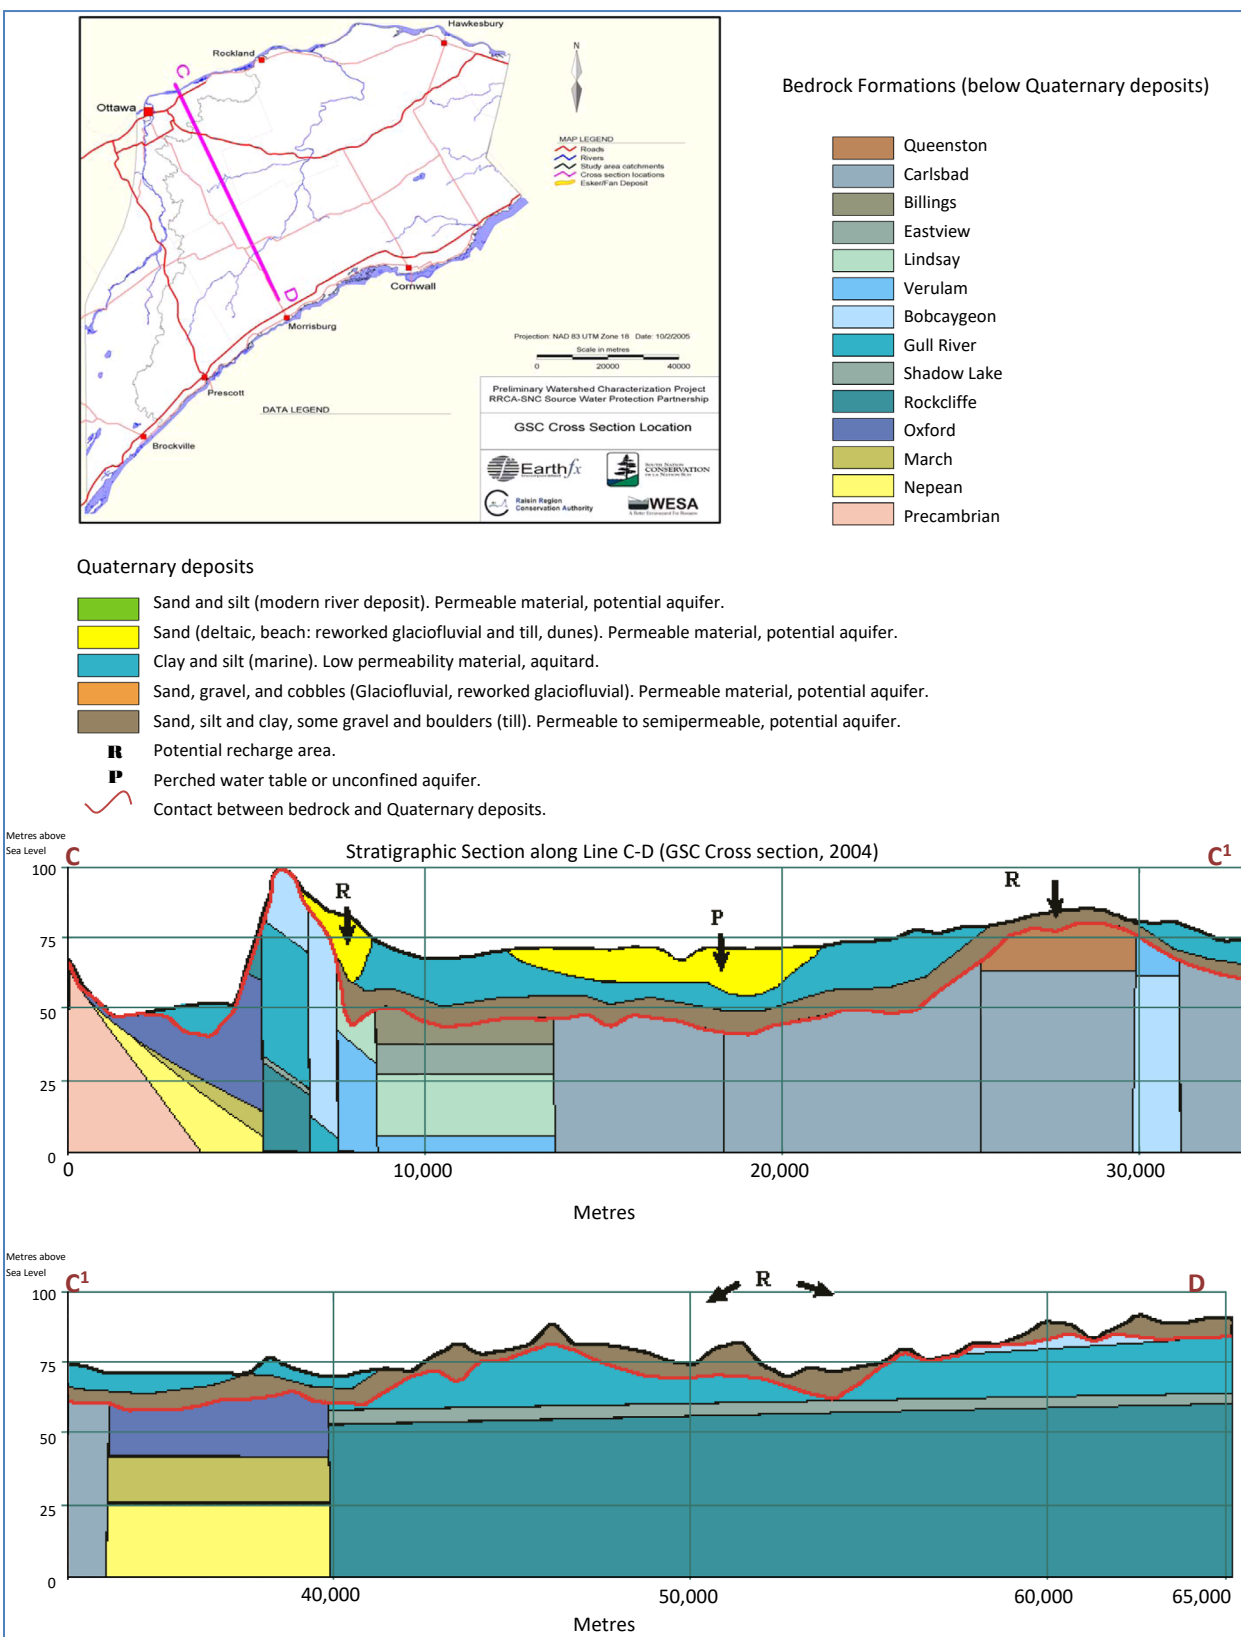 Hawkesbury
Rockland
N
C
Ottawa
MAP LEGEND
Roads
Rivers
Study area catchments
Cross section locations
Esker/Fan Deposit
D
Cornwall
Morrisburg
Projection: NAD 83 UTM Zone 18 Date: 10/2/2005
Scale in metres
0 20000 40000
Prescott
DATA LEGEND
Brockville
Preliminary Watershed Characterization Project
RRCA-SNC Source Water Protection Partnership
GSC Cross Section Location
Earthfx
SOUTH NATION
CONSERVATION
DE LA NATION SUD
Raisin Region
Conservation Authority
WESA
Bedrock Formations (below Quaternary deposits)
Queenston
Carlsbad
Billings
Eastview
Lindsay
Verulam
Bobcaygeon
Gull River
Shadow Lake
Rockcliffe
Oxford
March
Nepean
Precambrian
Quaternary deposits
Sand and silt (modern river deposit). Permeable material, potential aquifer.
Sand (deltaic, beach: reworked glaciofluvial and till, dunes). Permeable material, potential aquifer.
Clay and silt (marine). Low permeability material, aquitard.
Sand, gravel, and cobbles (Glaciofluvial, reworked glaciofluvial). Permeable material, potential aquifer.
Sand, silt and clay, some gravel and boulders (till). Permeable to semipermeable, potential aquifer.
R Potential recharge area.
P Perched water table or unconfined aquifer.
Contact between bedrock and Quaternary deposits.
Metres above
Sea Level
C Stratigraphic Section along Line C-D (GSC Cross section, 2004) C1
100
R
P
R
75
50
25
0
0 10,000 20,000 30,000
Metres
Metres above
Sea Level
C1 R D
100
75
50
25
0
40,000 50,000 60,000 65,000
Metres